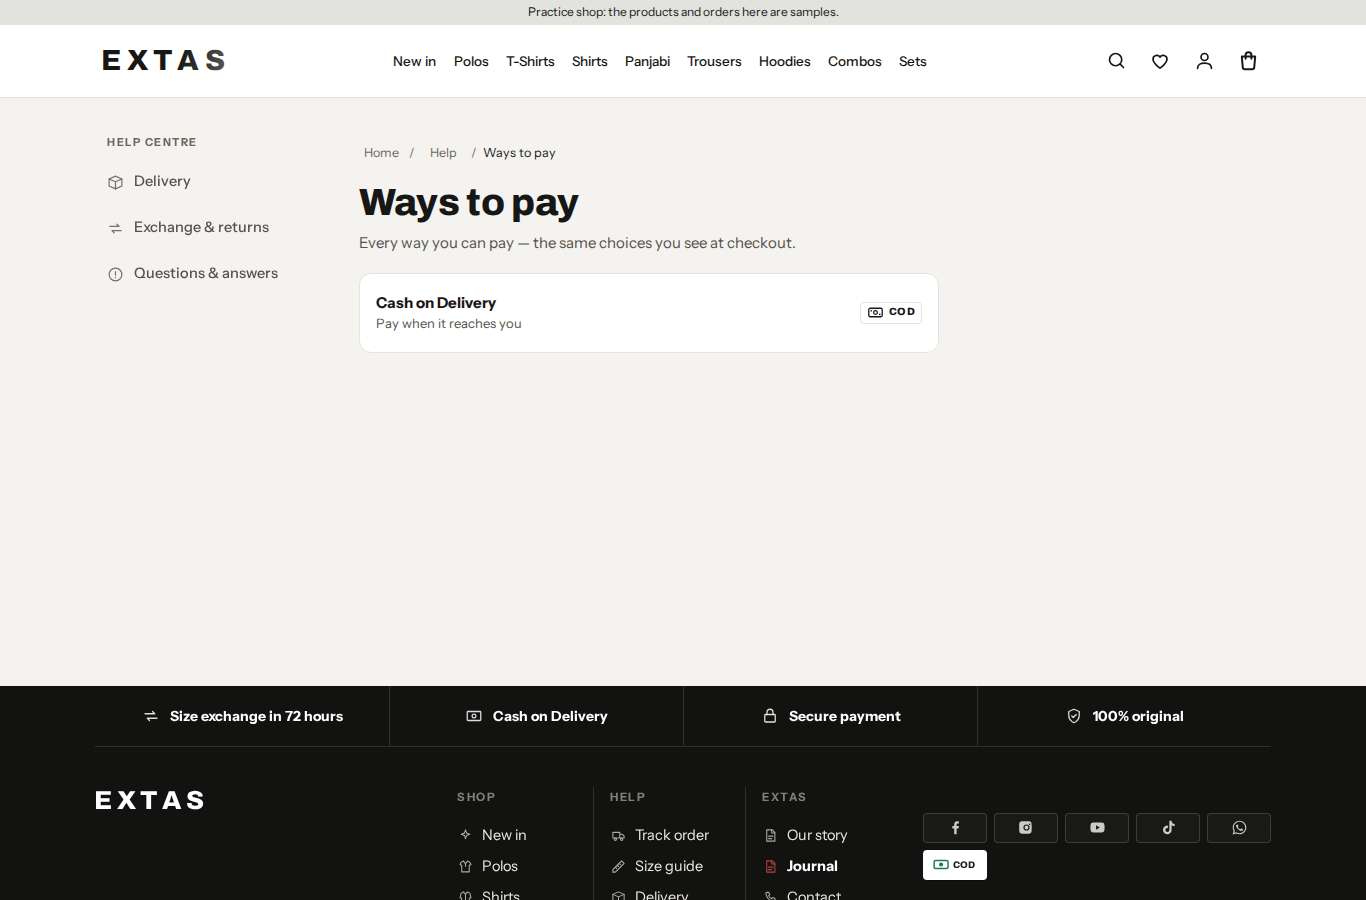 Practice shop: the products and orders here are samples.
EXTAS
New in Polos T-Shirts Shirts Panjabi Trousers Hoodies Combos Sets
HELP CENTRE
Delivery
Exchange & returns
Questions & answers
Home / Help / Ways to pay
Ways to pay
Every way you can pay — the same choices you see at checkout.
Cash on Delivery
Pay when it reaches you
COD
Size exchange in 72 hours
Cash on Delivery
Secure payment
100% original
EXTAS
SHOP
New in
Polos
Shirts
HELP
Track order
Size guide
Delivery
EXTAS
Our story
Journal
Contact
COD